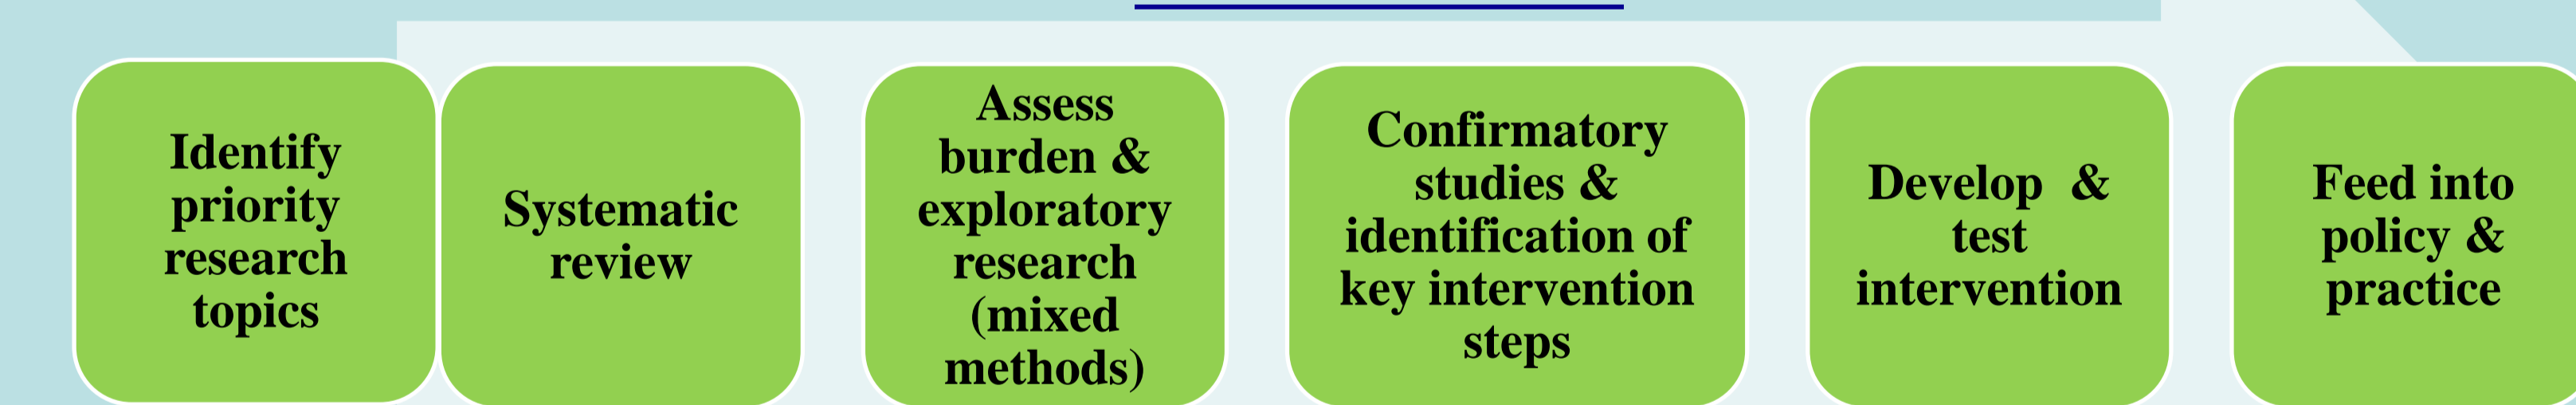 Identify
priority
research
topics
Systematic
review
Assess
burden &
exploratory
research
(mixed
methods)
Confirmatory
studies &
identification of
key intervention
steps
Develop  &
test
intervention
Feed into
policy &
practice